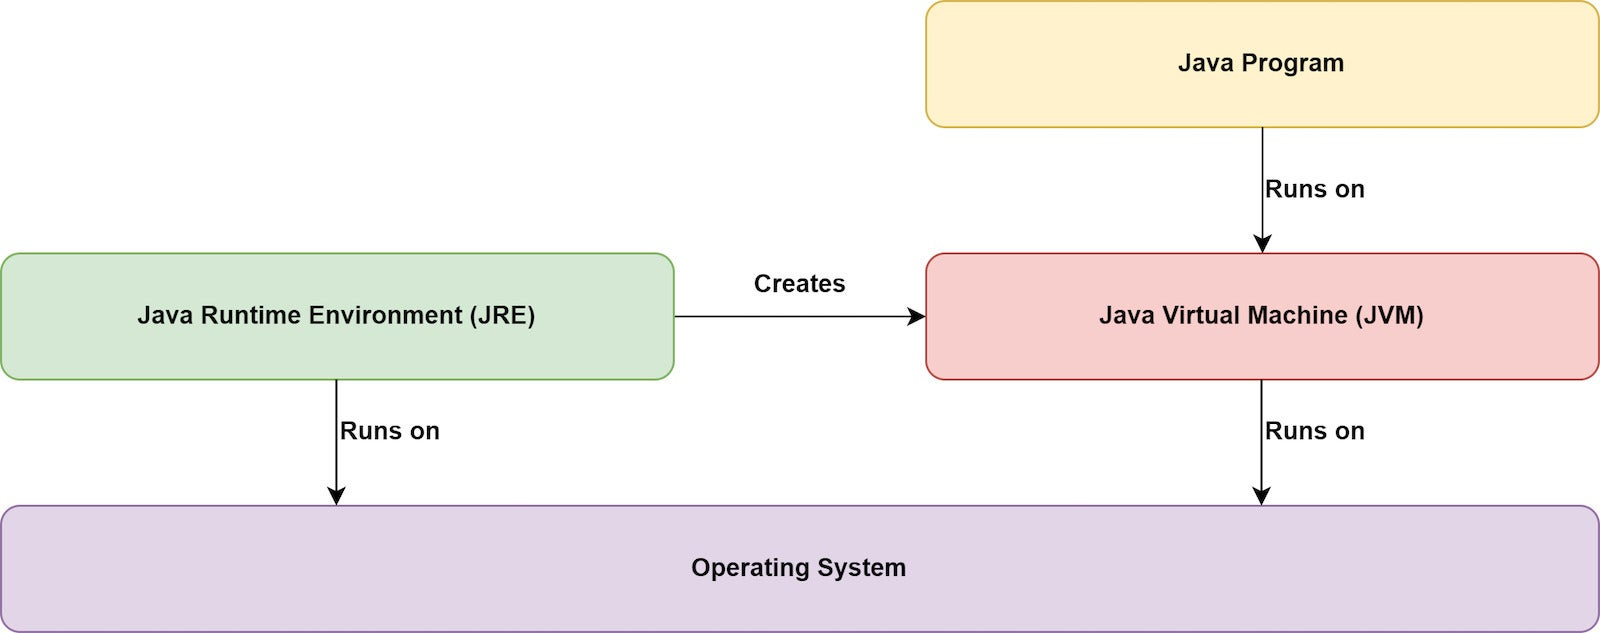 Java Program
Runs on
Creates
Java Runtime Environment (JRE)
Java Virtual Machine (JVM)
Runs on
Runs on
Operating System